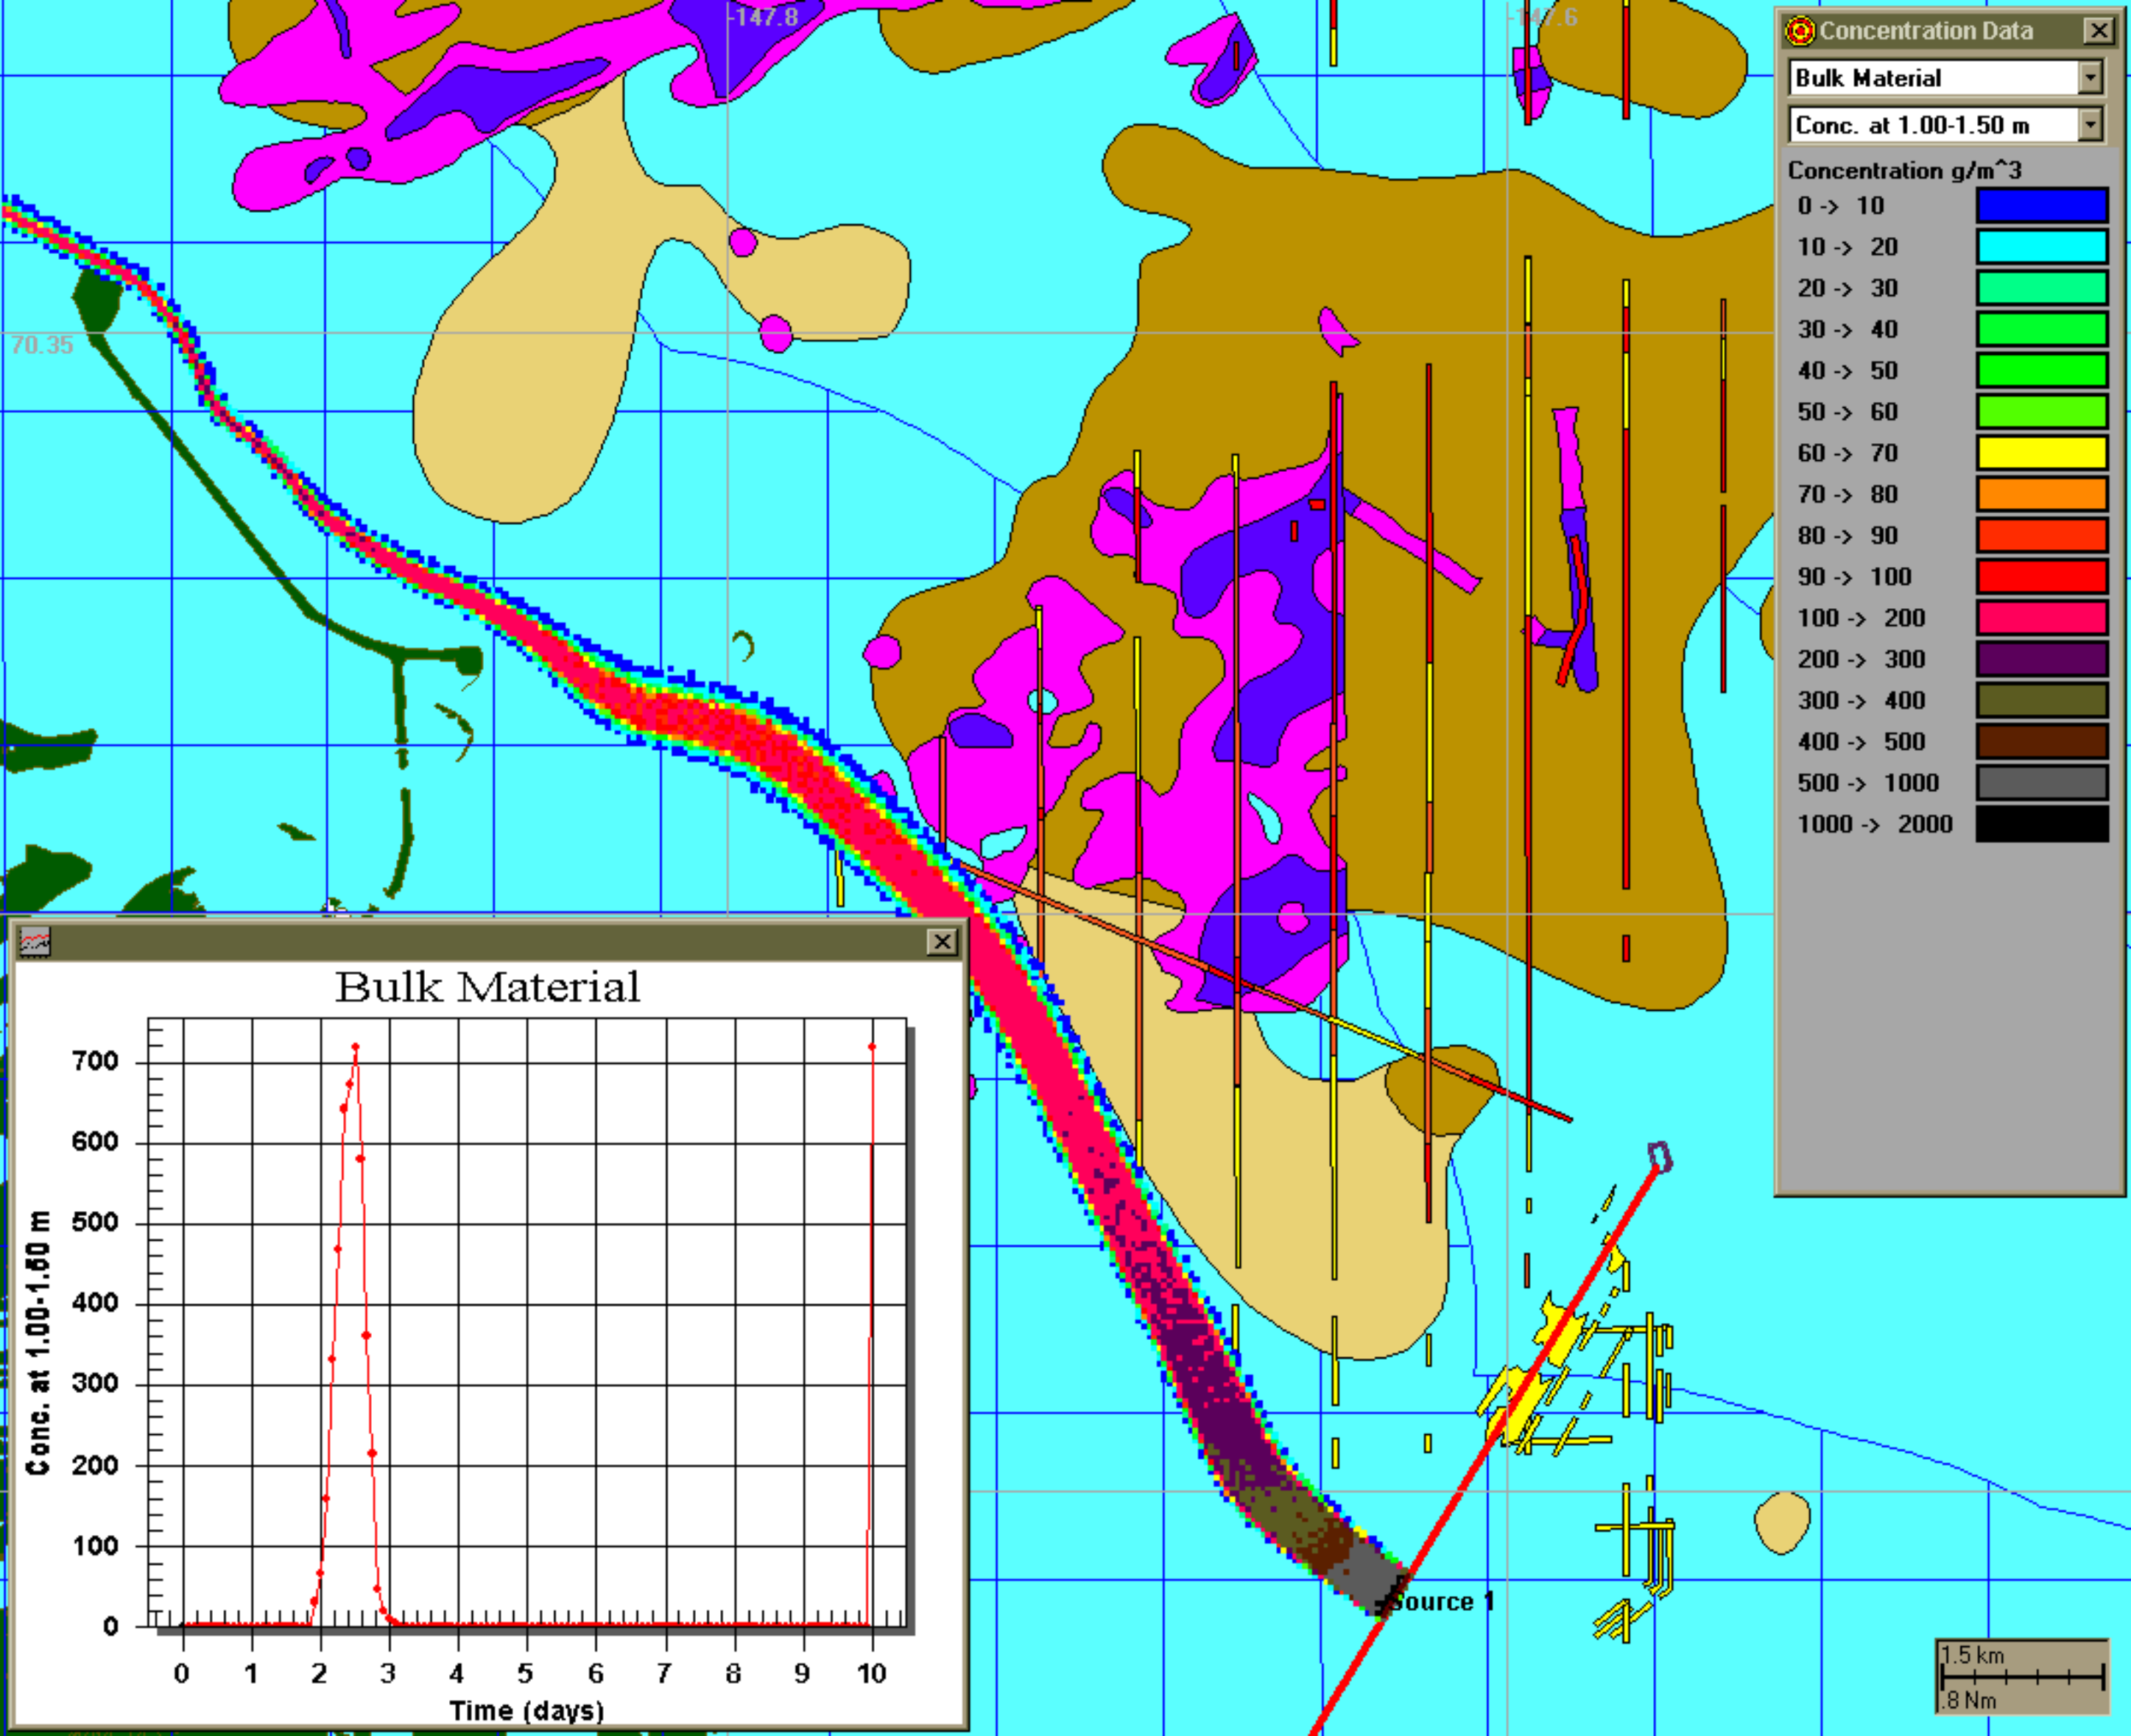 -147.8
-147.6
70.35
Concentration Data
Bulk Material
Conc. at 1.00-1.50 m
Concentration g/m^3
0 -> 10
10 -> 20
20 -> 30
30 -> 40
40 -> 50
50 -> 60
60 -> 70
70 -> 80
80 -> 90
90 -> 100
100 -> 200
200 -> 300
300 -> 400
400 -> 500
500 -> 1000
1000 -> 2000
Bulk Material
Conc. at 1.00-1.50 m
700
600
500
400
300
200
100
0
0 1 2 3 4 5 6 7 8 9 10
Time (days)
Source 1
1.5 km
.8 Nm